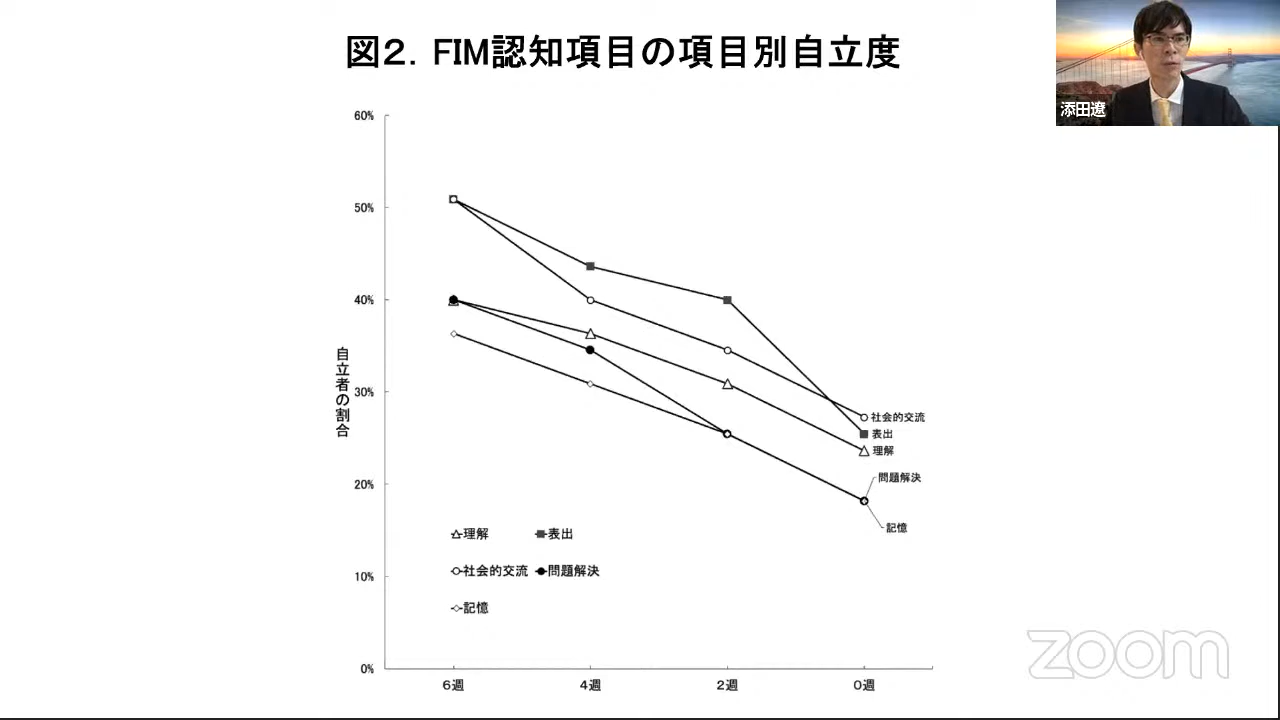 図2. FIM認知項目の項目別自立度
添田遼
60%
50%
40%
30%
20%
10%
0%
自立者の割合
社会的交流
表出
理解
問題解決
記憶
理解 表出
社会的交流 問題解決
記憶
6週 4週 2週 0週
zoom